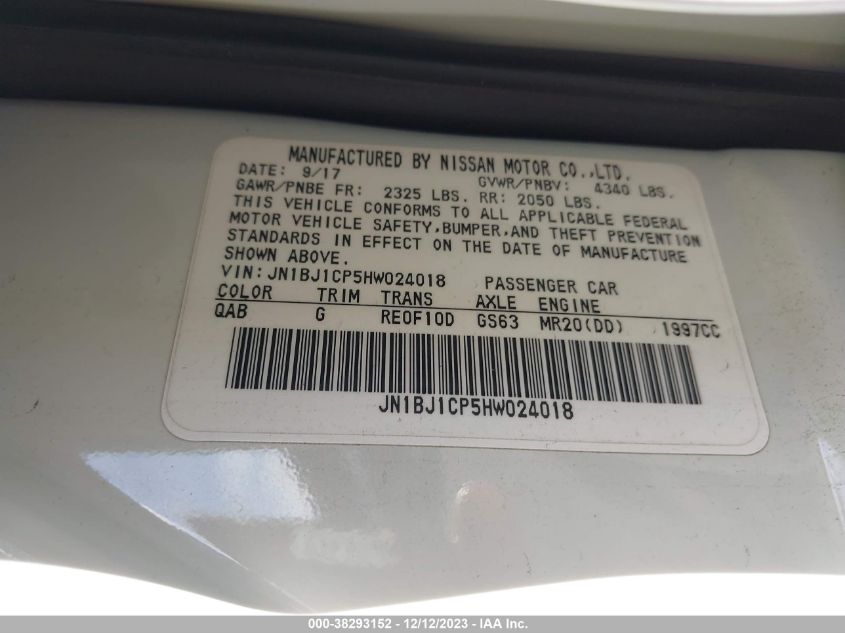 MANUFACTURED BY NISSAN MOTOR CO.,LTD.
DATE: 9/17 GVWR/PNBV: 4340 LBS.
GAWR/PNBE FR: 2325 LBS. RR: 2050 LBS.
THIS VEHICLE CONFORMS TO ALL APPLICABLE FEDERAL
MOTOR VEHICLE SAFETY,BUMPER,AND THEFT PREVENTION
STANDARDS IN EFFECT ON THE DATE OF MANUFACTURE
SHOWN ABOVE.
VIN:JN1BJ1CP5HW024018 PASSENGER CAR
COLOR TRIM TRANS AXLE ENGINE
QAB G RE0F10D GS63 MR20(DD) 1997CC
JN1BJ1CP5HW024018
000-38293152 - 12/12/2023 - IAA Inc.